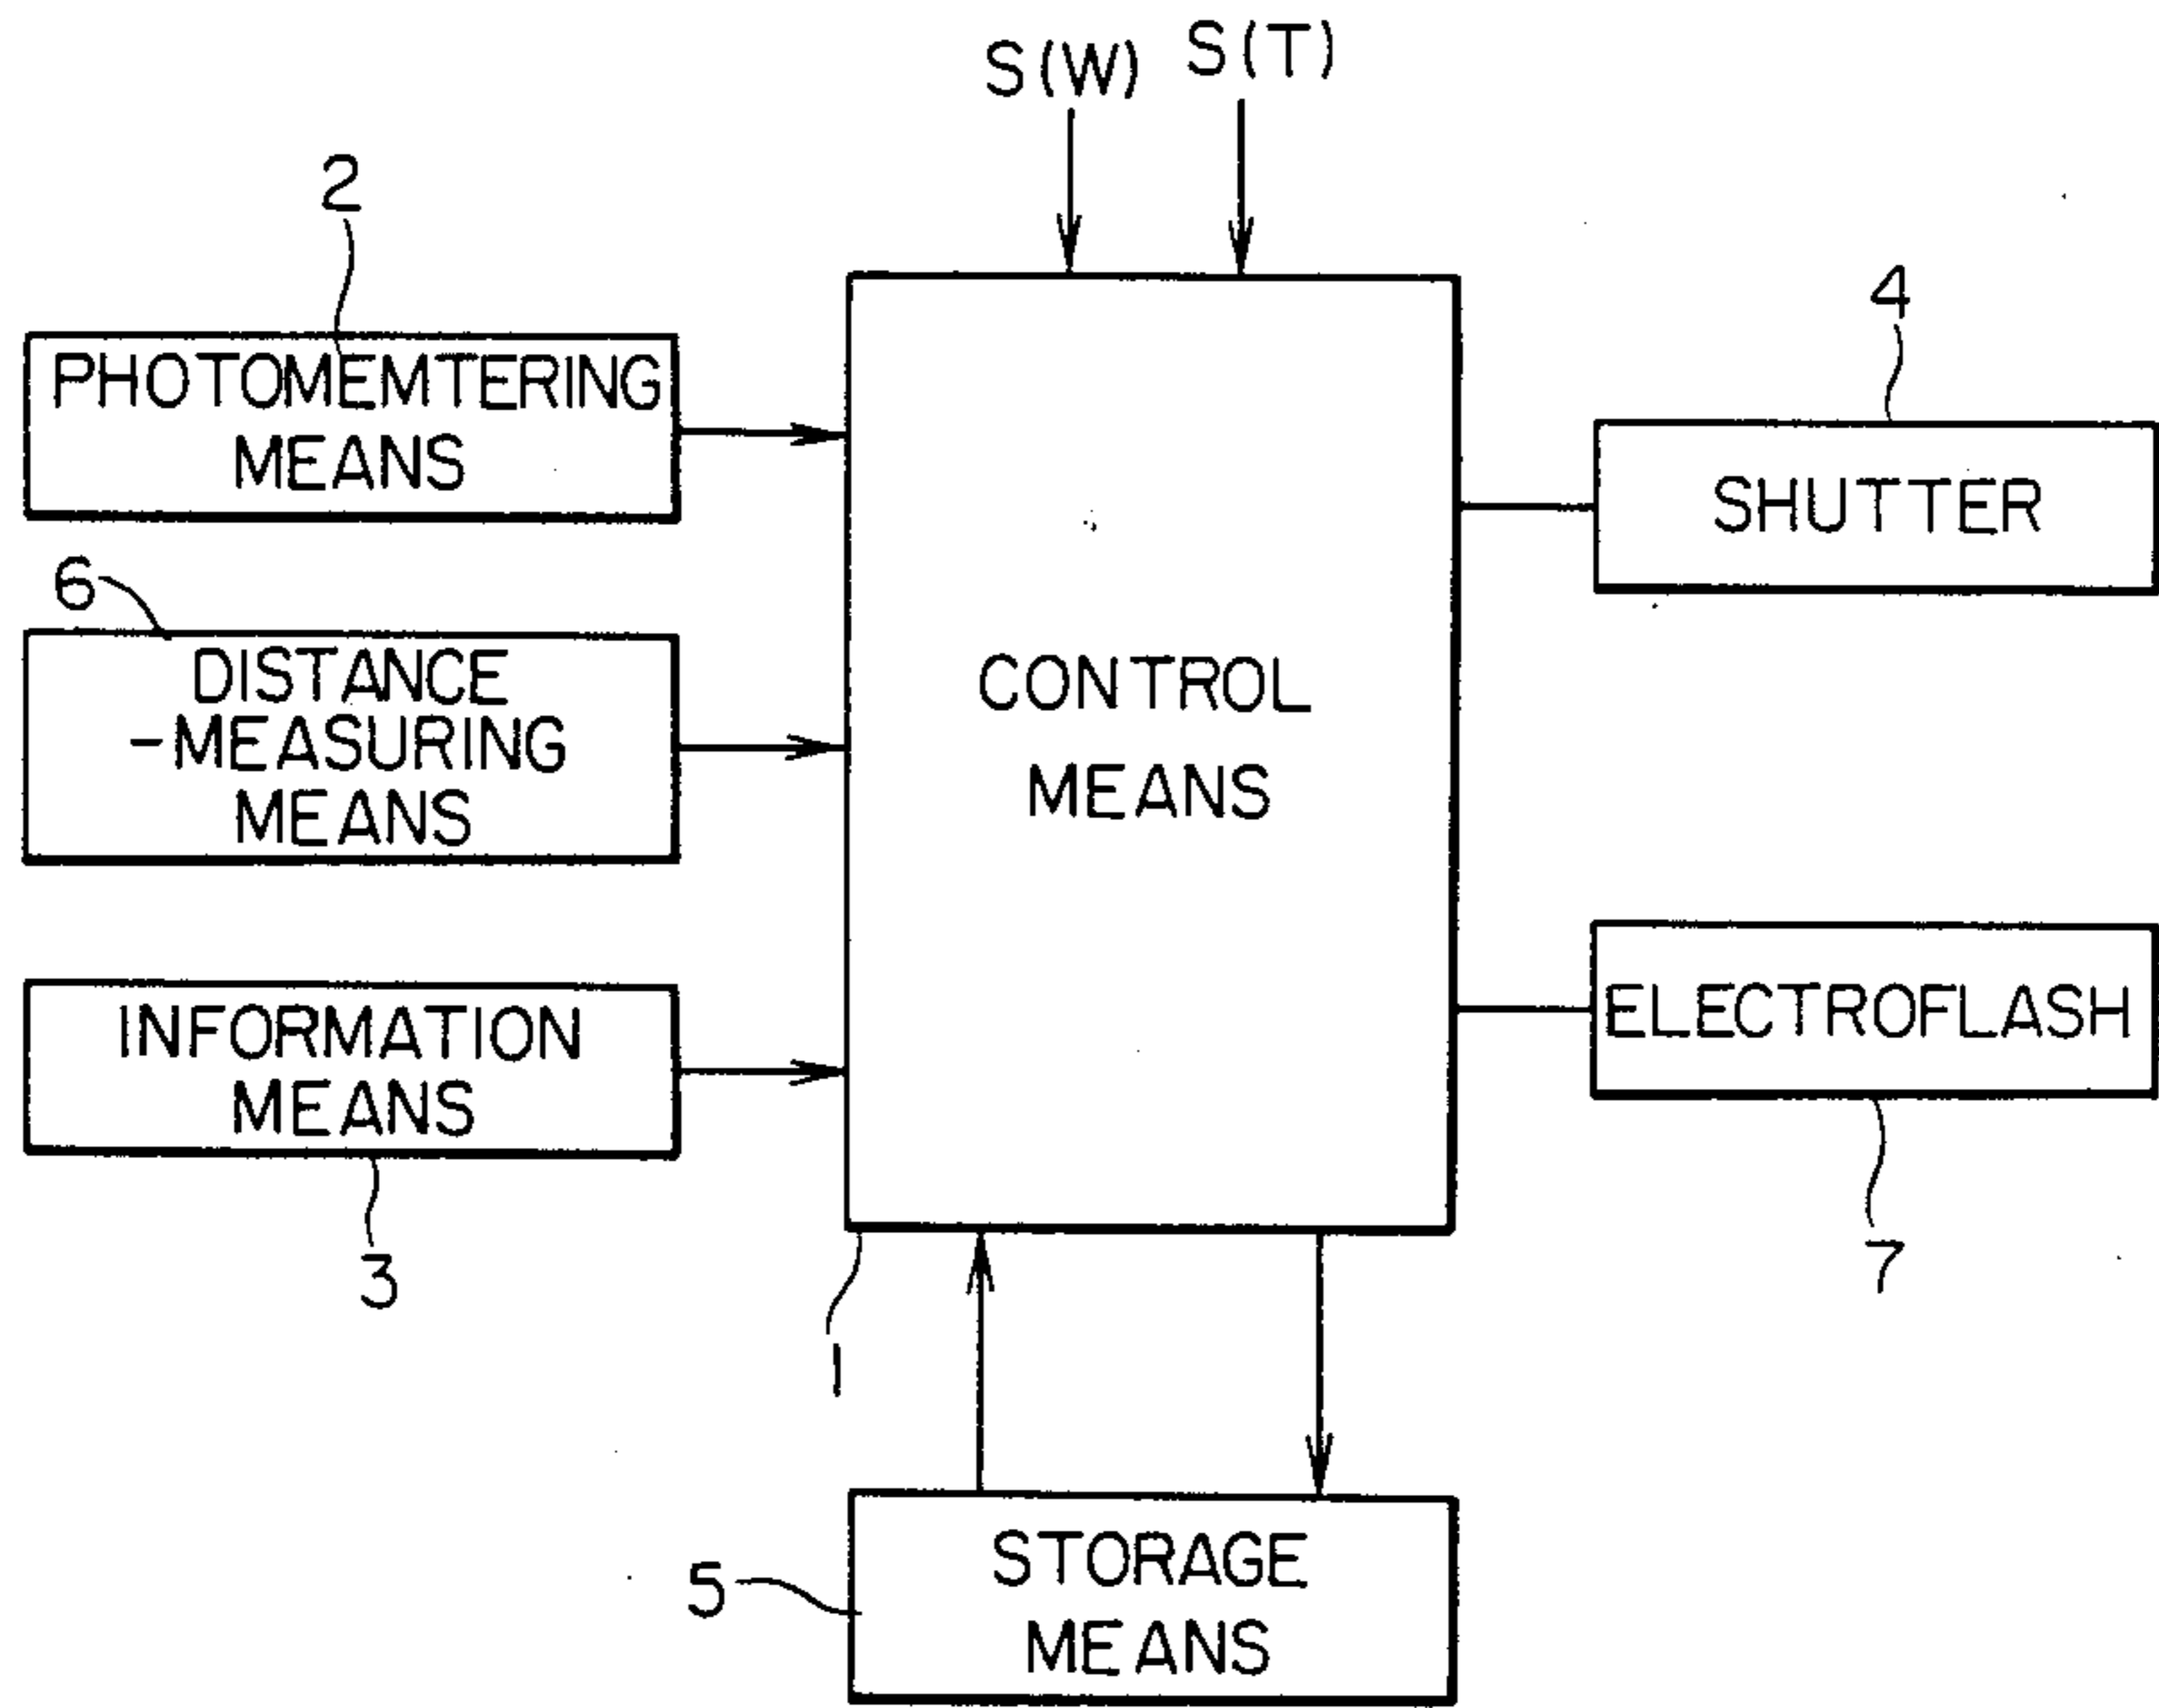 S(W) S(T)
2
PHOTOMEMTERING
MEANS
6
DISTANCE
-MEASURING
MEANS
INFORMATION
MEANS
3
CONTROL
MEANS
1
4
SHUTTER
ELECTROFLASH
7
5
STORAGE
MEANS